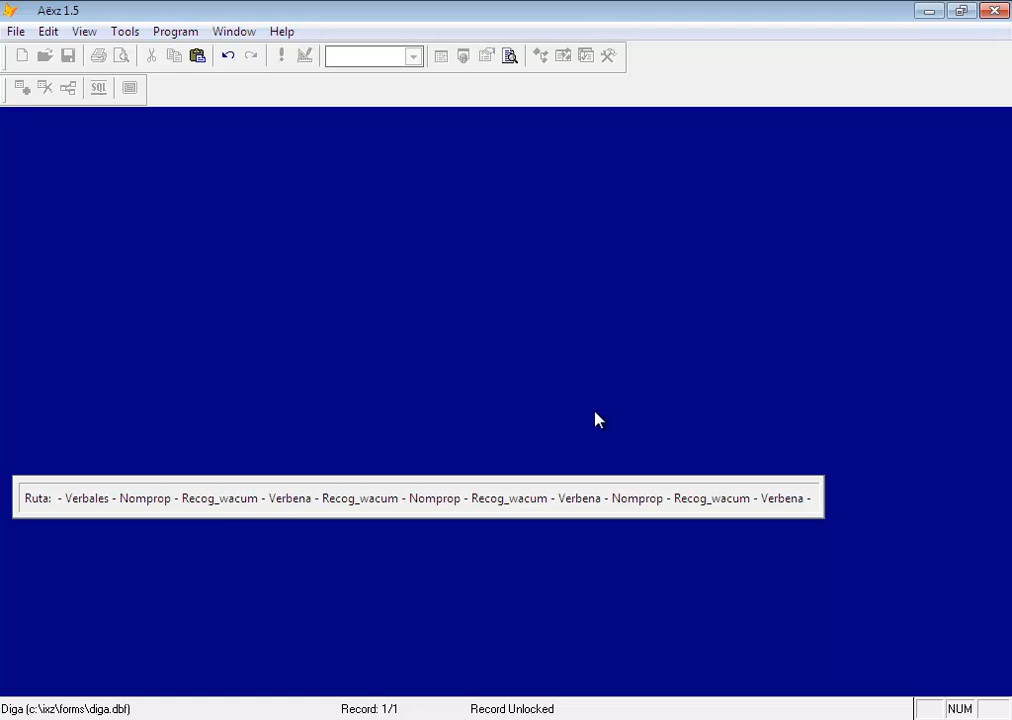 Aëxz 1.5
File Edit View Tools Program Window Help
SQL
Ruta: - Verbales - Nomprop - Recog_wacum - Verbena - Recog_wacum - Nomprop - Recog_wacum - Verbena - Nomprop - Recog_wacum - Verbena -
Diga (c:\ixz\forms\diga.dbf) Record: 1/1 Record Unlocked NUM